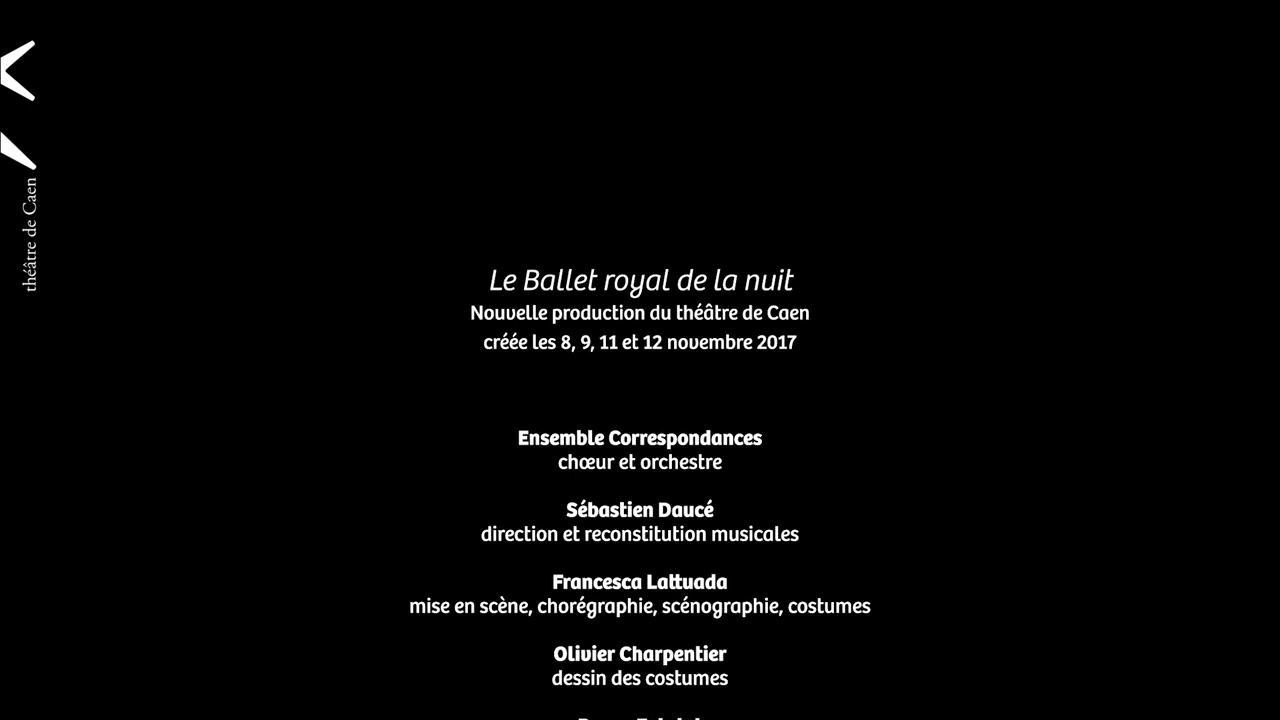 théâtre de Caen
Le Ballet royal de la nuit
Nouvelle production du théâtre de Caen
créée les 8, 9, 11 et 12 novembre 2017
Ensemble Correspondances
chœur et orchestre
Sébastien Daucé
direction et reconstitution musicales
Francesca Lattuada
mise en scène, chorégraphie, scénographie, costumes
Olivier Charpentier
dessin des costumes